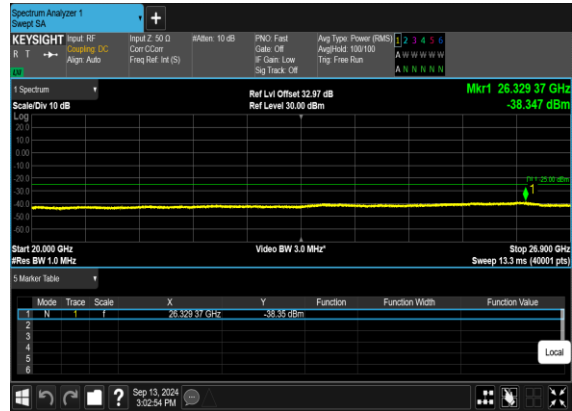 Spectrum Analyzer 1
Swept SA
+
KEYSIGHT Input: RF Input Z: 50 Ω #Atten: 10 dB PNO: Fast Avg Type: Power (RMS) 1 2 3 4 5 6
R T Coupling: DC Corr CCorr Gate: Off Avg|Hold: 100/100 A W W W W W
Align: Auto Freq Ref: Int (S) IF Gain: Low Trig: Free Run A N N N N N
Sig Track: Off
1 Spectrum Ref Lvl Offset 32.97 dB Mkr1 26.329 37 GHz
Scale/Div 10 dB Ref Level 30.00 dBm -38.347 dBm
Log
20.0
10.0
0.00
-10.0
-20.0
-30.0
-40.0
-50.0
-60.0
1
Start 20.000 GHz Video BW 3.0 MHz* Stop 26.900 GHz
#Res BW 1.0 MHz Sweep 13.3 ms (40001 pts)
5 Marker Table
Mode Trace Scale X Y Function Function Width Function Value
1 N 1 f 26.329 37 GHz -38.35 dBm
2
3
4
5
6
Local
? Sep 13, 2024
3:02:54 PM